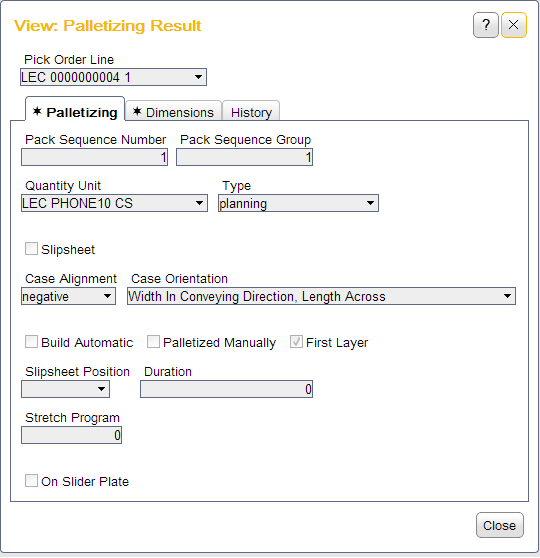 View: Palletizing Result
?
Pick Order Line
LEC 0000000004 1
✶ Palletizing ✶ Dimensions History
Pack Sequence Number Pack Sequence Group
1 1
Quantity Unit Type
LEC PHONE10 CS planning
Slipsheet
Case Alignment Case Orientation
negative Width In Conveying Direction, Length Across
Build Automatic Palletized Manually First Layer
Slipsheet Position Duration
0
Stretch Program
0
On Slider Plate
Close